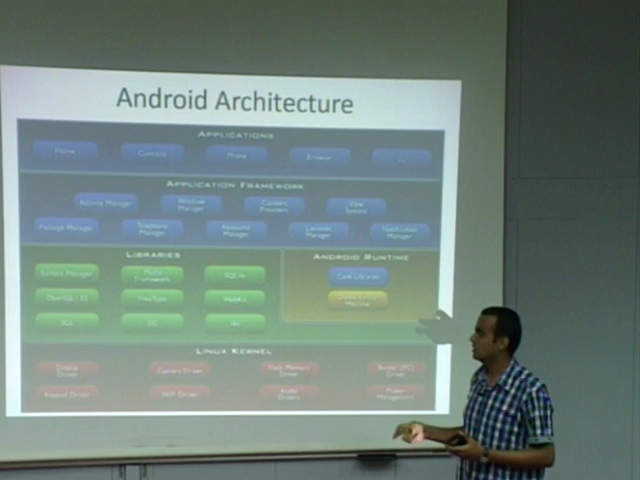 Android Architecture
APPLICATIONS
Home Contacts Phone Browser ...
APPLICATION FRAMEWORK
Activity Manager Window Manager Content Providers View System
Package Manager Telephony Manager Resource Manager Location Manager Notification Manager
LIBRARIES ANDROID RUNTIME
Surface Manager Media Framework SQLite Core Libraries
OpenGL | ES FreeType WebKit Machine
SGL SSL
LINUX KERNEL
Display Driver Camera Driver Flash Memory Driver Binder (IPC) Driver
Keypad Driver WiFi Driver Audio Drivers Power Management